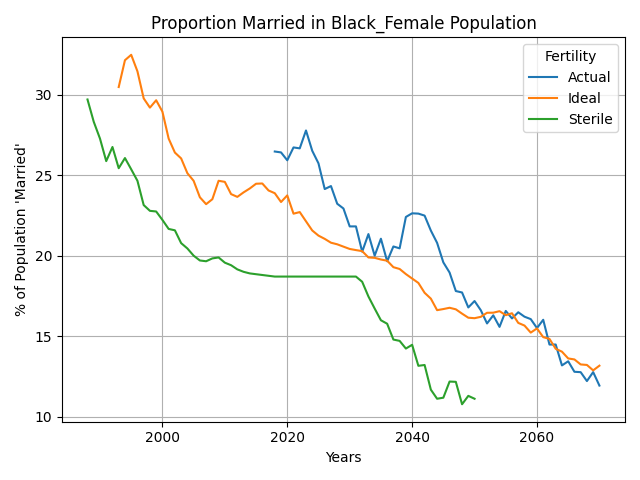 Proportion Married in Black_Female Population
% of Population 'Married'
30
25
20
15
10
2000
2020
2040
2060
Years
Fertility
Actual
Ideal
Sterile